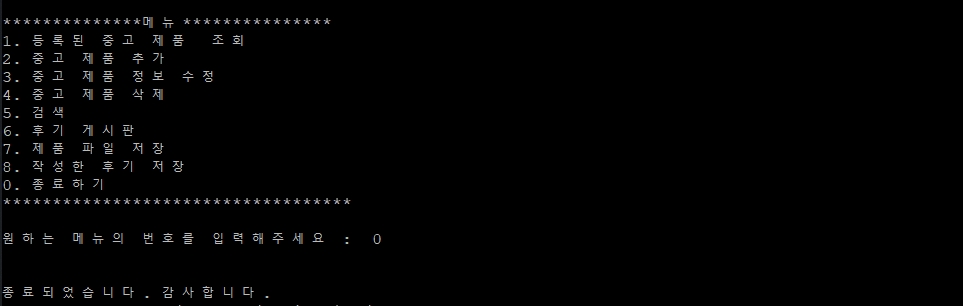 **************메뉴 ***************
1. 등록된 중고 제품  조회
2. 중고 제품 추가
3. 중고 제품 정보 수정
4. 중고 제품 삭제
5. 검색
6. 후기 게시판
7. 제품 파일 저장
8. 작성한 후기 저장
0. 종료하기
***********************************
원하는 메뉴의 번호를 입력해주세요 :  0
종료되었습니다. 감사합니다.